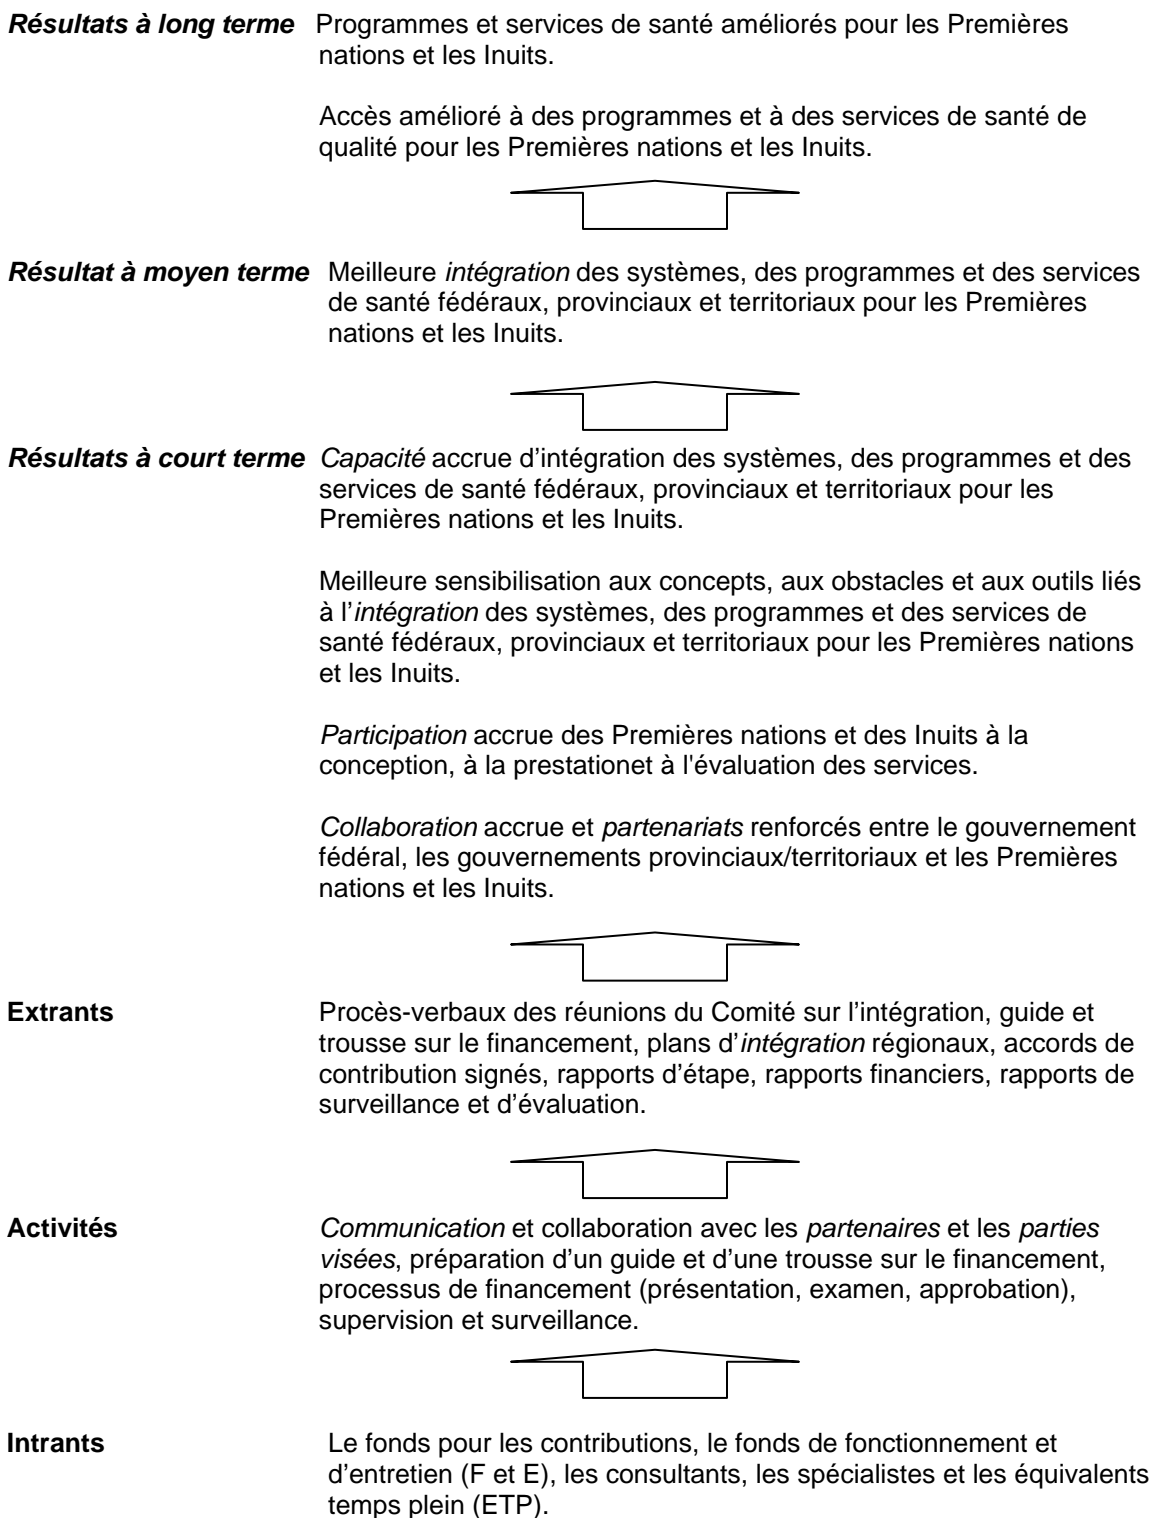 Résultats à long terme Programmes et services de santé améliorés pour les Premières
nations et les Inuits.
Accès amélioré à des programmes et à des services de santé de
qualité pour les Premières nations et les Inuits.
Résultat à moyen terme Meilleure intégration des systèmes, des programmes et des services
de santé fédéraux, provinciaux et territoriaux pour les Premières
nations et les Inuits.
Résultats à court terme Capacité accrue d’intégration des systèmes, des programmes et des
services de santé fédéraux, provinciaux et territoriaux pour les
Premières nations et les Inuits.
Meilleure sensibilisation aux concepts, aux obstacles et aux outils liés
à l’intégration des systèmes, des programmes et des services de
santé fédéraux, provinciaux et territoriaux pour les Premières nations
et les Inuits.
Participation accrue des Premières nations et des Inuits à la
conception, à la prestationet à l'évaluation des services.
Collaboration accrue et partenariats renforcés entre le gouvernement
fédéral, les gouvernements provinciaux/territoriaux et les Premières
nations et les Inuits.
Extrants Procès-verbaux des réunions du Comité sur l’intégration, guide et
trousse sur le financement, plans d’intégration régionaux, accords de
contribution signés, rapports d’étape, rapports financiers, rapports de
surveillance et d’évaluation.
Activités Communication et collaboration avec les partenaires et les parties
visées, préparation d’un guide et d’une trousse sur le financement,
processus de financement (présentation, examen, approbation),
supervision et surveillance.
Intrants Le fonds pour les contributions, le fonds de fonctionnement et
d’entretien (F et E), les consultants, les spécialistes et les équivalents
temps plein (ETP).